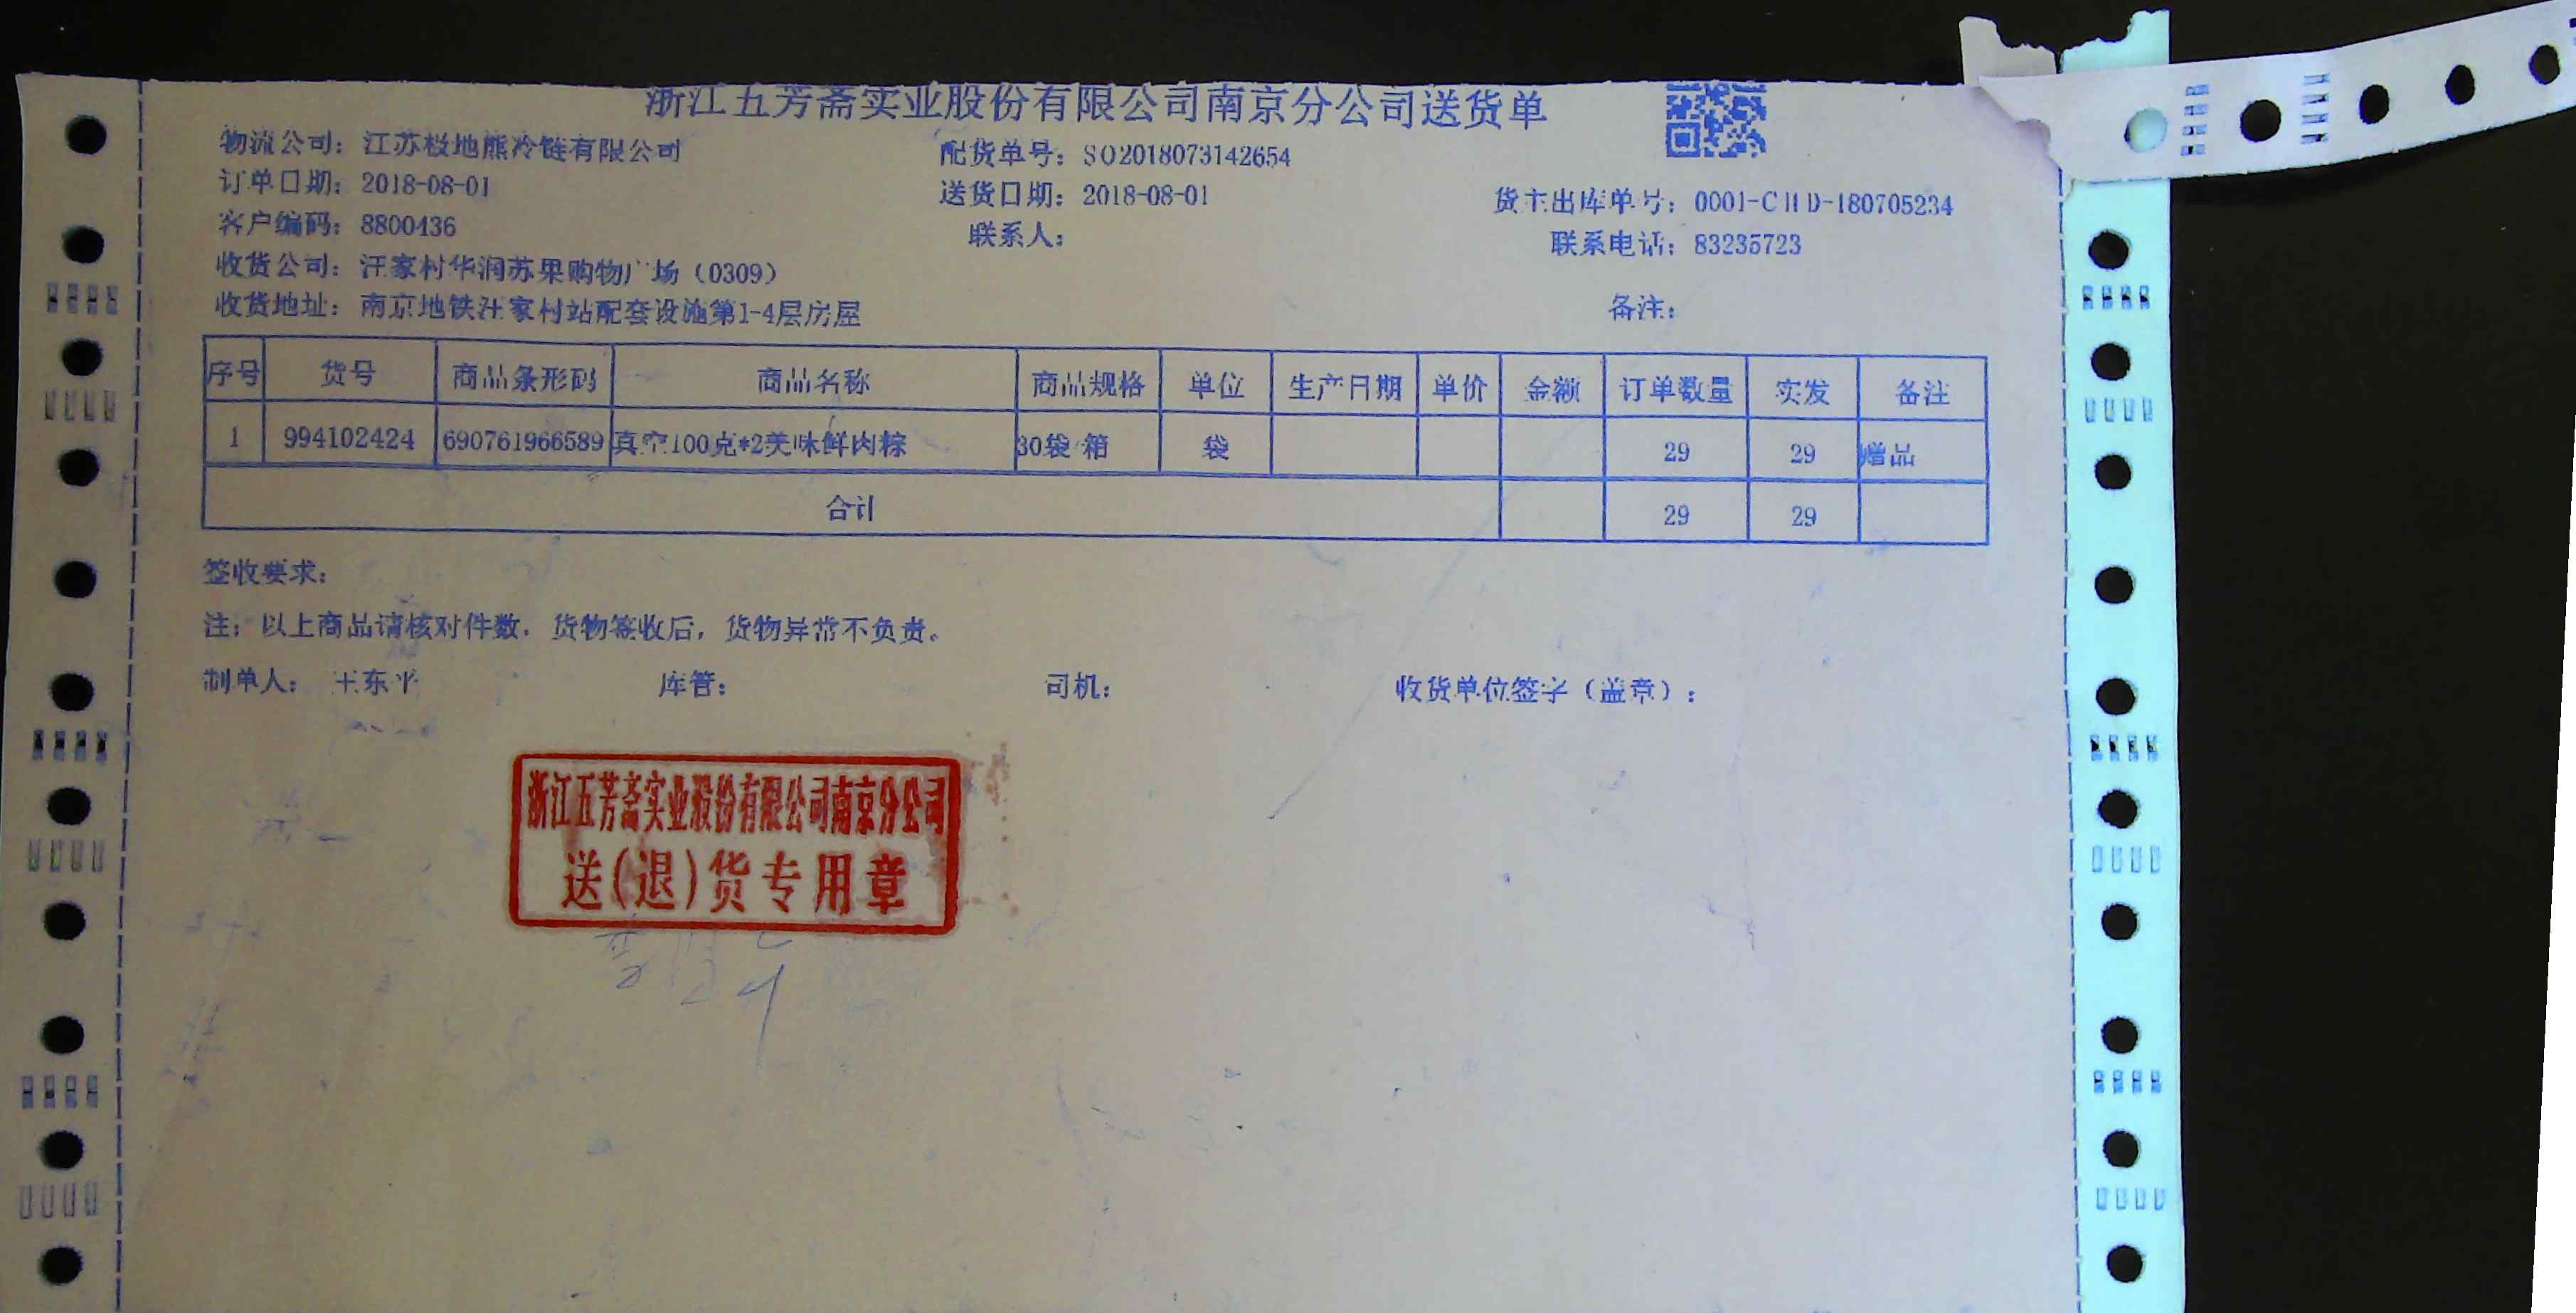 浙江五芳斋实业股份有限公司南京分公司送货单
物流公司：江苏极地熊冷链有限公司 配货单号：SO2018073142654
订单日期：2018-08-01 送货日期：2018-08-01 货主出库单号：0001-CHD-180705234
客户编码：8800436 联系人： 联系电话：83235723
收货公司：汪家村华润苏果购物广场（0309）
收货地址：南京地铁汪家村站配套设施第1-4层房屋 备注：
序号 货号 商品条形码 商品名称 商品规格 单位 生产日期 单价 金额 订单数量 实发 备注
1 994102424 690761966589 真空100克*2美味鲜肉粽 30袋/箱 袋 29 29 赠品
合计 29 29
签收要求：
注：以上商品请核对件数，货物签收后，货物异常不负责。
制单人： 王东平 库管： 司机： 收货单位签字（盖章）：
浙江五芳斋实业股份有限公司南京分公司
送(退)货专用章